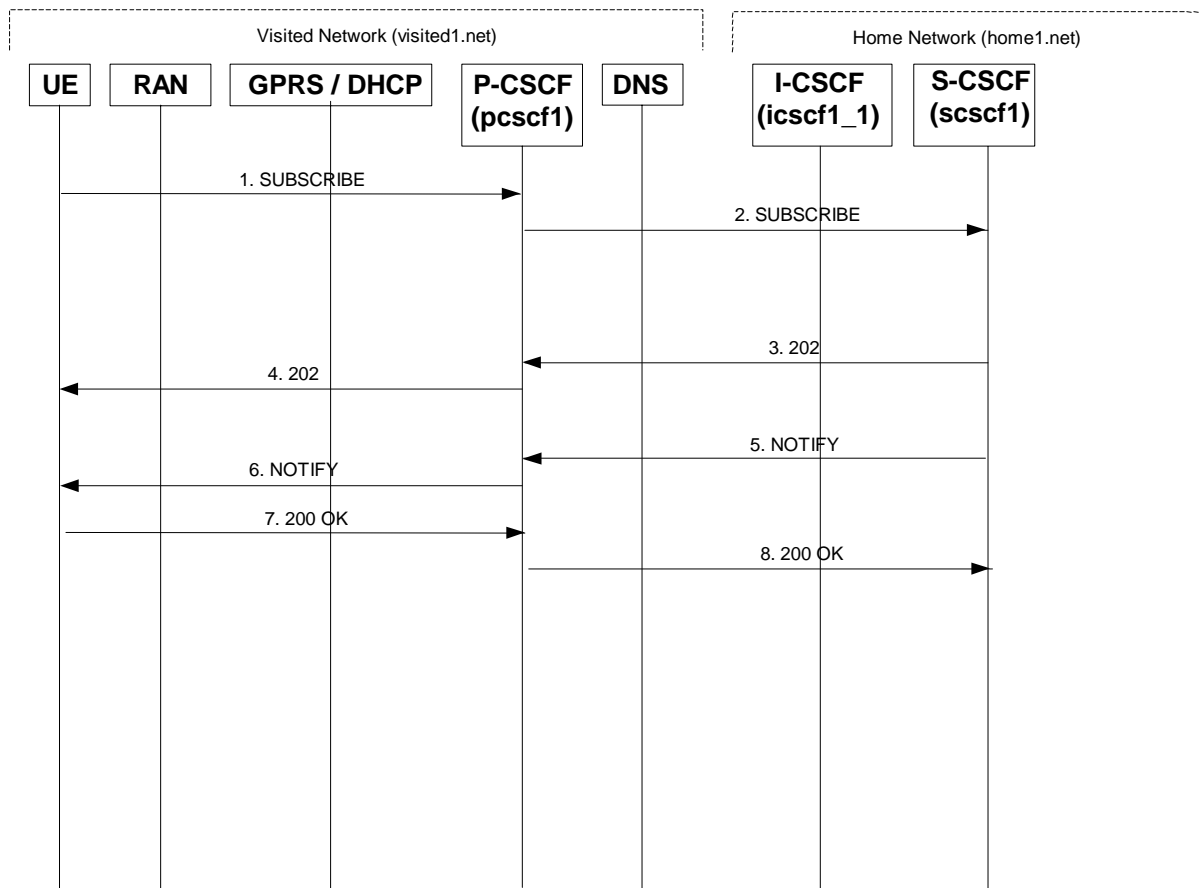 Visited Network (visited1.net)
Home Network (home1.net)
UE
RAN
GPRS / DHCP
P-CSCF
(pcscf1)
DNS
I-CSCF
(icscf1_1)
S-CSCF
(scscf1)
1. SUBSCRIBE
2. SUBSCRIBE
3. 202
4. 202
5. NOTIFY
6. NOTIFY
7. 200 OK
8. 200 OK